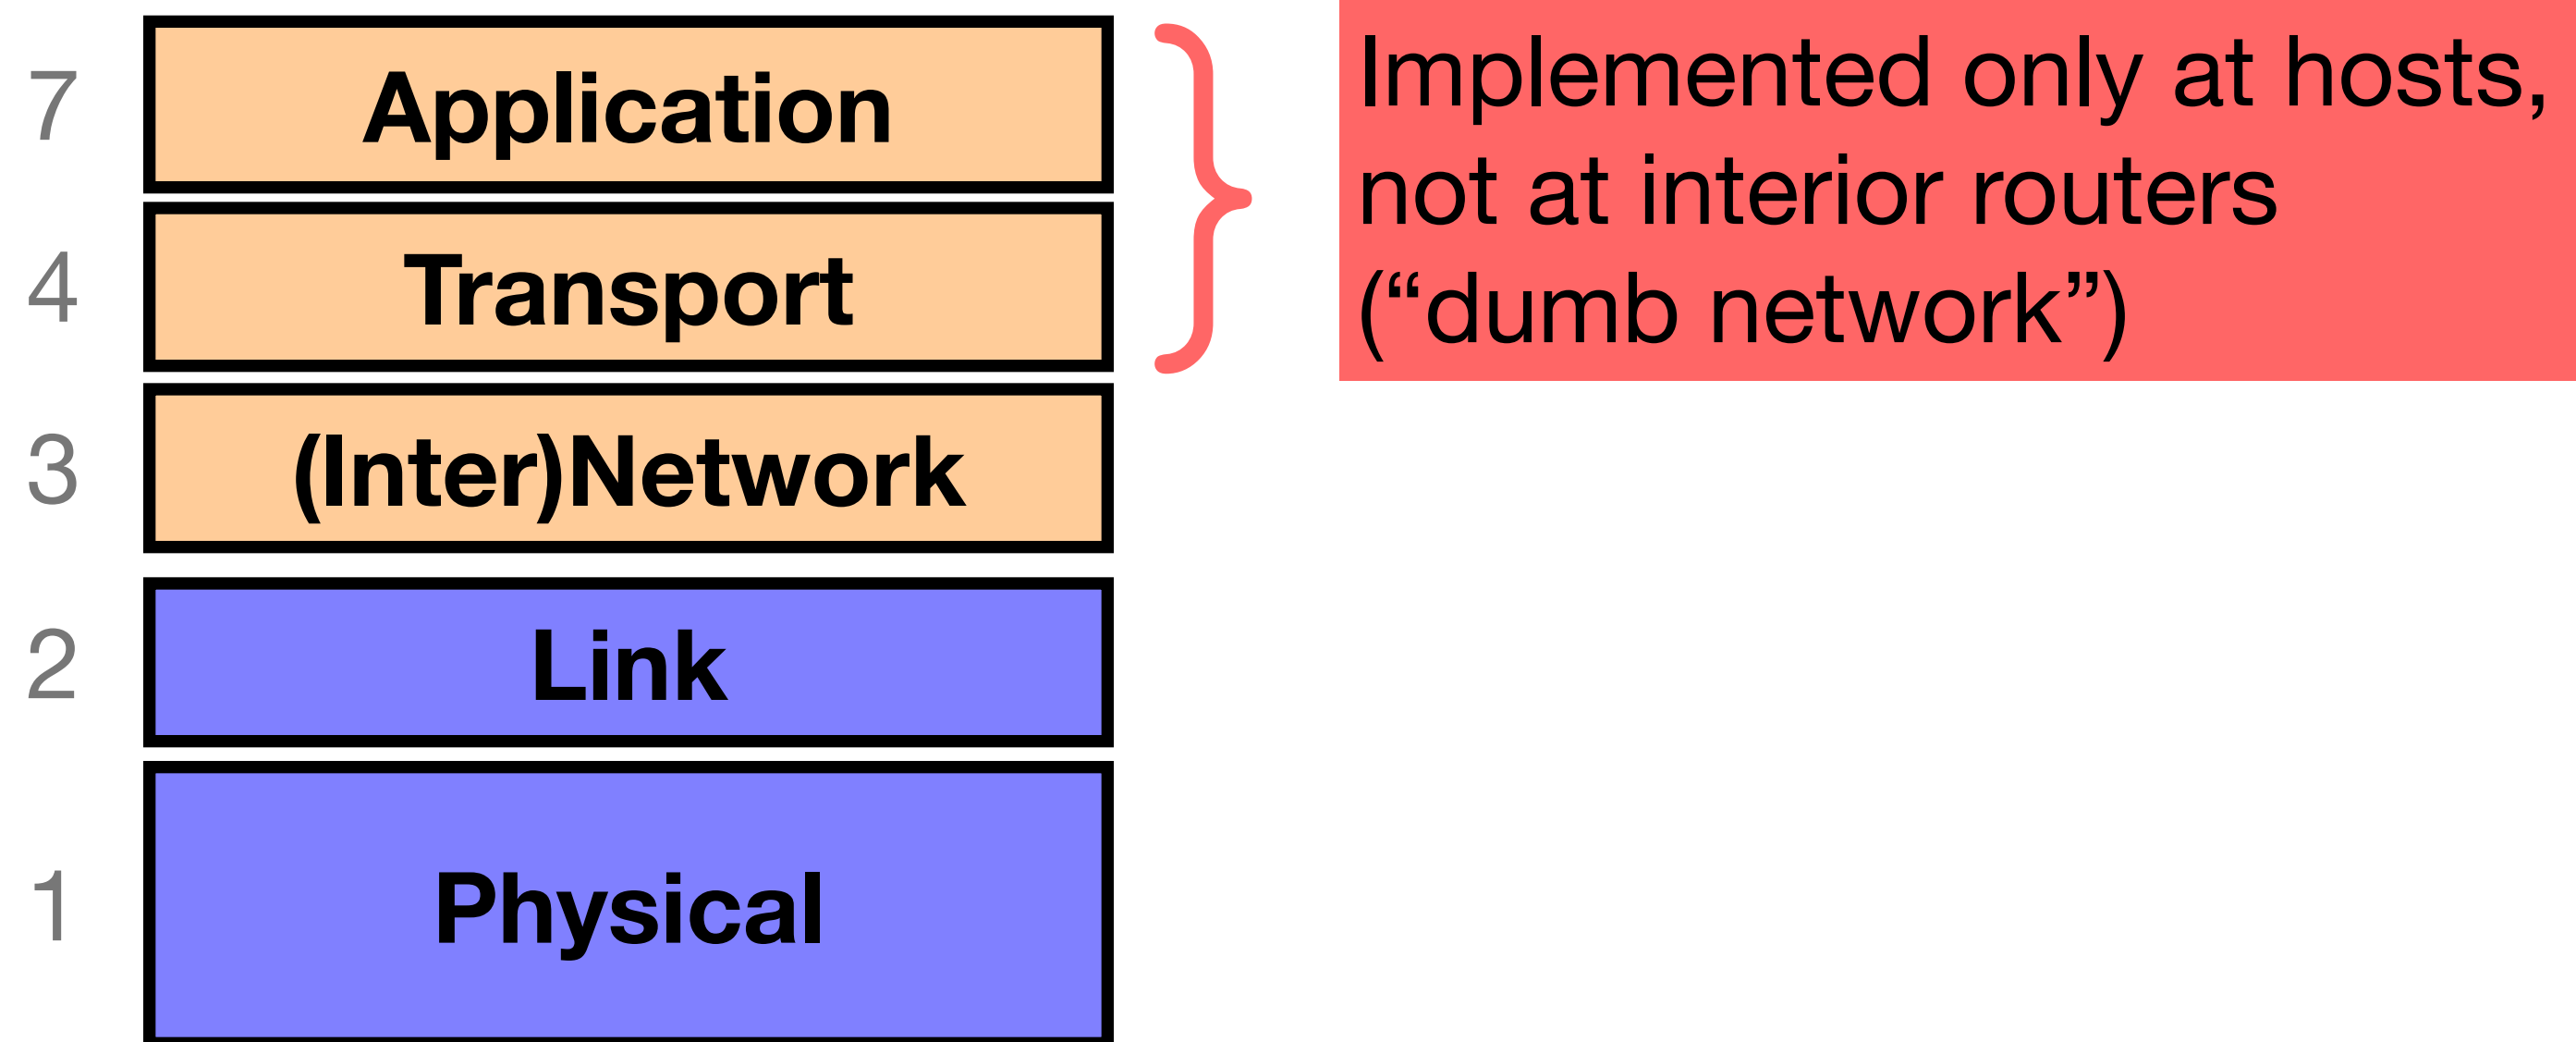 7 Application
4 Transport
3 (Inter)Network
2 Link
1 Physical
Implemented only at hosts,
not at interior routers
(“dumb network”)